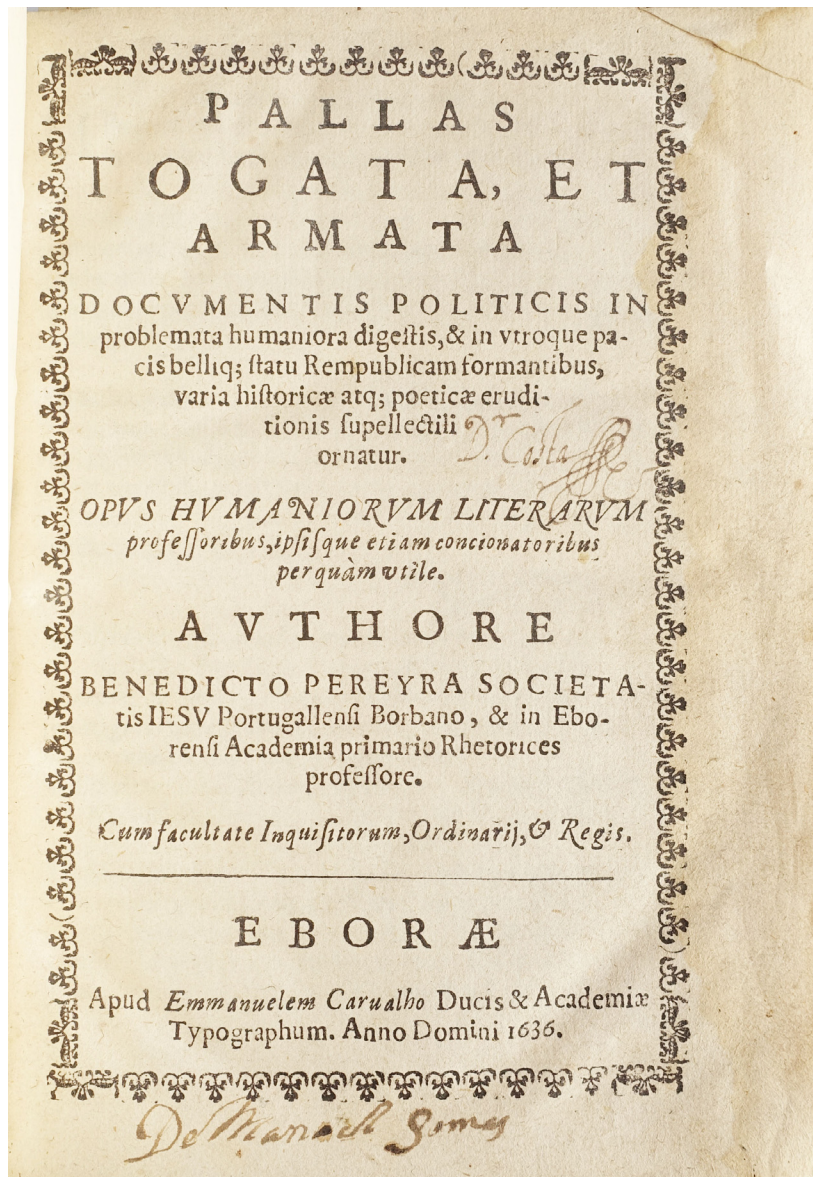 PALLAS
TOGATA, ET
ARMATA
DOCVMENTIS POLITICIS IN
problemata humaniora digeſtis, & in vtroque pa-
cis belliq; ſtatu Rempublicam formantibus,
varia hiſtoricæ atq; poeticæ erudi-
tionis ſupellectili
ornatur.
Dr. Costa
OPVS HVMANIORVM LITERARVM
profeſſoribus, ipſiſque etiam concionatoribus
perquàm vtile.
AVTHORE
BENEDICTO PEREYRA SOCIETA-
tis IESV Portugallenſi Borbano, & in Ebo-
renſi Academia primario Rhetorices
profeſſore.
Cum facultate Inquiſitorum, Ordinarij, & Regis.
EBORÆ
Apud Emmanuelem Carualho Ducis & Academiæ
Typographum. Anno Domini 1636.
De Manoel Gomes